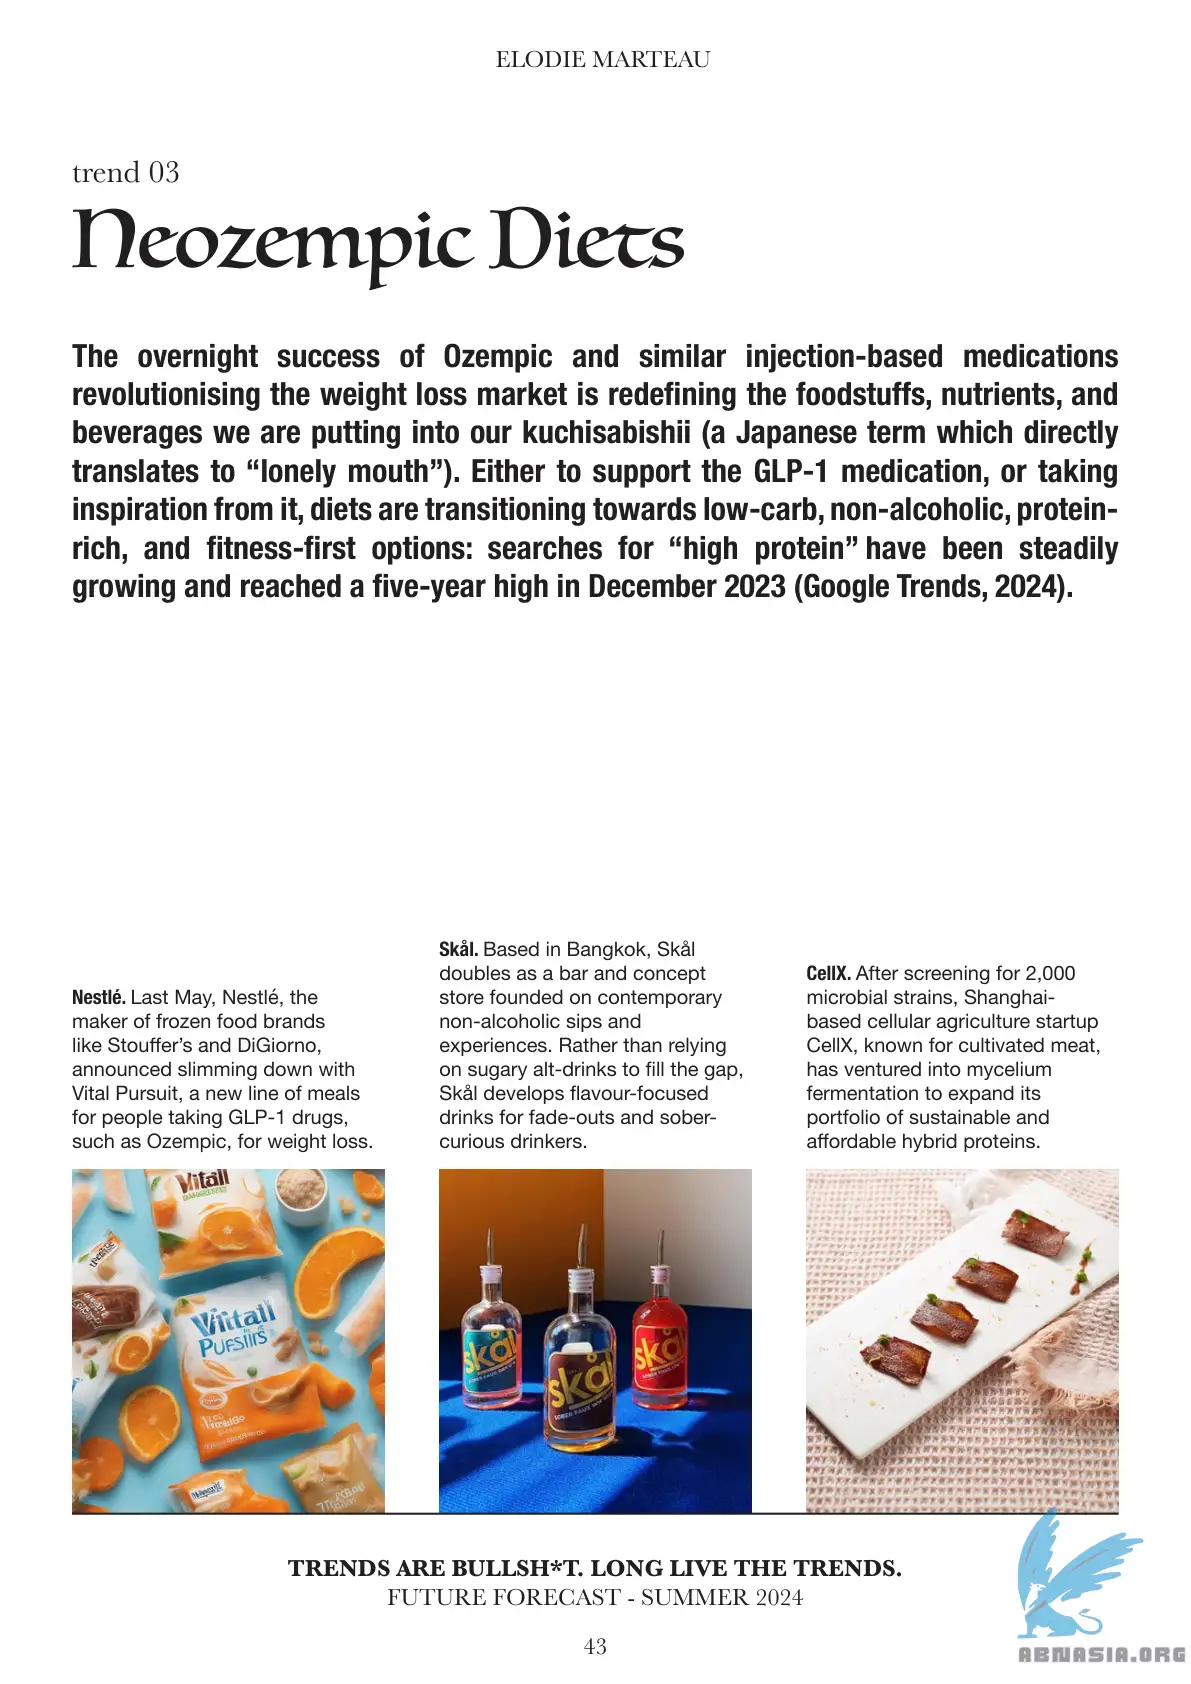 ELODIE MARTEAU
trend 03
Neozempic Diets
The overnight success of Ozempic and similar injection-based medications
revolutionising the weight loss market is redefining the foodstuffs, nutrients, and
beverages we are putting into our kuchisabishii (a Japanese term which directly
translates to “lonely mouth”). Either to support the GLP-1 medication, or taking
inspiration from it, diets are transitioning towards low-carb, non-alcoholic, protein-
rich, and fitness-first options: searches for “high protein” have been steadily
growing and reached a five-year high in December 2023 (Google Trends, 2024).
Nestlé. Last May, Nestlé, the
maker of frozen food brands
like Stouffer’s and DiGiorno,
announced slimming down with
Vital Pursuit, a new line of meals
for people taking GLP-1 drugs,
such as Ozempic, for weight loss.
Skål. Based in Bangkok, Skål
doubles as a bar and concept
store founded on contemporary
non-alcoholic sips and
experiences. Rather than relying
on sugary alt-drinks to fill the gap,
Skål develops flavour-focused
drinks for fade-outs and sober-
curious drinkers.
CellX. After screening for 2,000
microbial strains, Shanghai-
based cellular agriculture startup
CellX, known for cultivated meat,
has ventured into mycelium
fermentation to expand its
portfolio of sustainable and
affordable hybrid proteins.
Vitall
Viitall
PUFSIIIS
skål
skål
SOBER FAUX
skål
TRENDS ARE BULLSH*T. LONG LIVE THE TRENDS.
FUTURE FORECAST - SUMMER 2024
43
ABNASIA.ORG